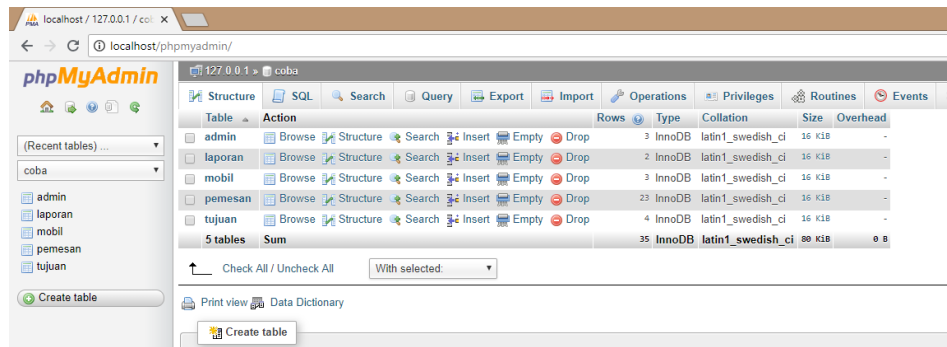 localhost / 127.0.0.1 / col
localhost/phpmyadmin/
phpMyAdmin
(Recent tables) ...
coba
admin
laporan
mobil
pemesan
tujuan
Create table
127.0.0.1 » coba
Structure SQL Search Query Export Import Operations Privileges Routines Events
Table Action Rows Type Collation Size Overhead
admin Browse Structure Search Insert Empty Drop 3 InnoDB latin1_swedish_ci 16 KiB -
laporan Browse Structure Search Insert Empty Drop 2 InnoDB latin1_swedish_ci 16 KiB -
mobil Browse Structure Search Insert Empty Drop 3 InnoDB latin1_swedish_ci 16 KiB -
pemesan Browse Structure Search Insert Empty Drop 23 InnoDB latin1_swedish_ci 16 KiB -
tujuan Browse Structure Search Insert Empty Drop 4 InnoDB latin1_swedish_ci 16 KiB -
5 tables Sum 35 InnoDB latin1_swedish_ci 80 KiB 0 B
Check All / Uncheck All With selected:
Print view Data Dictionary
Create table